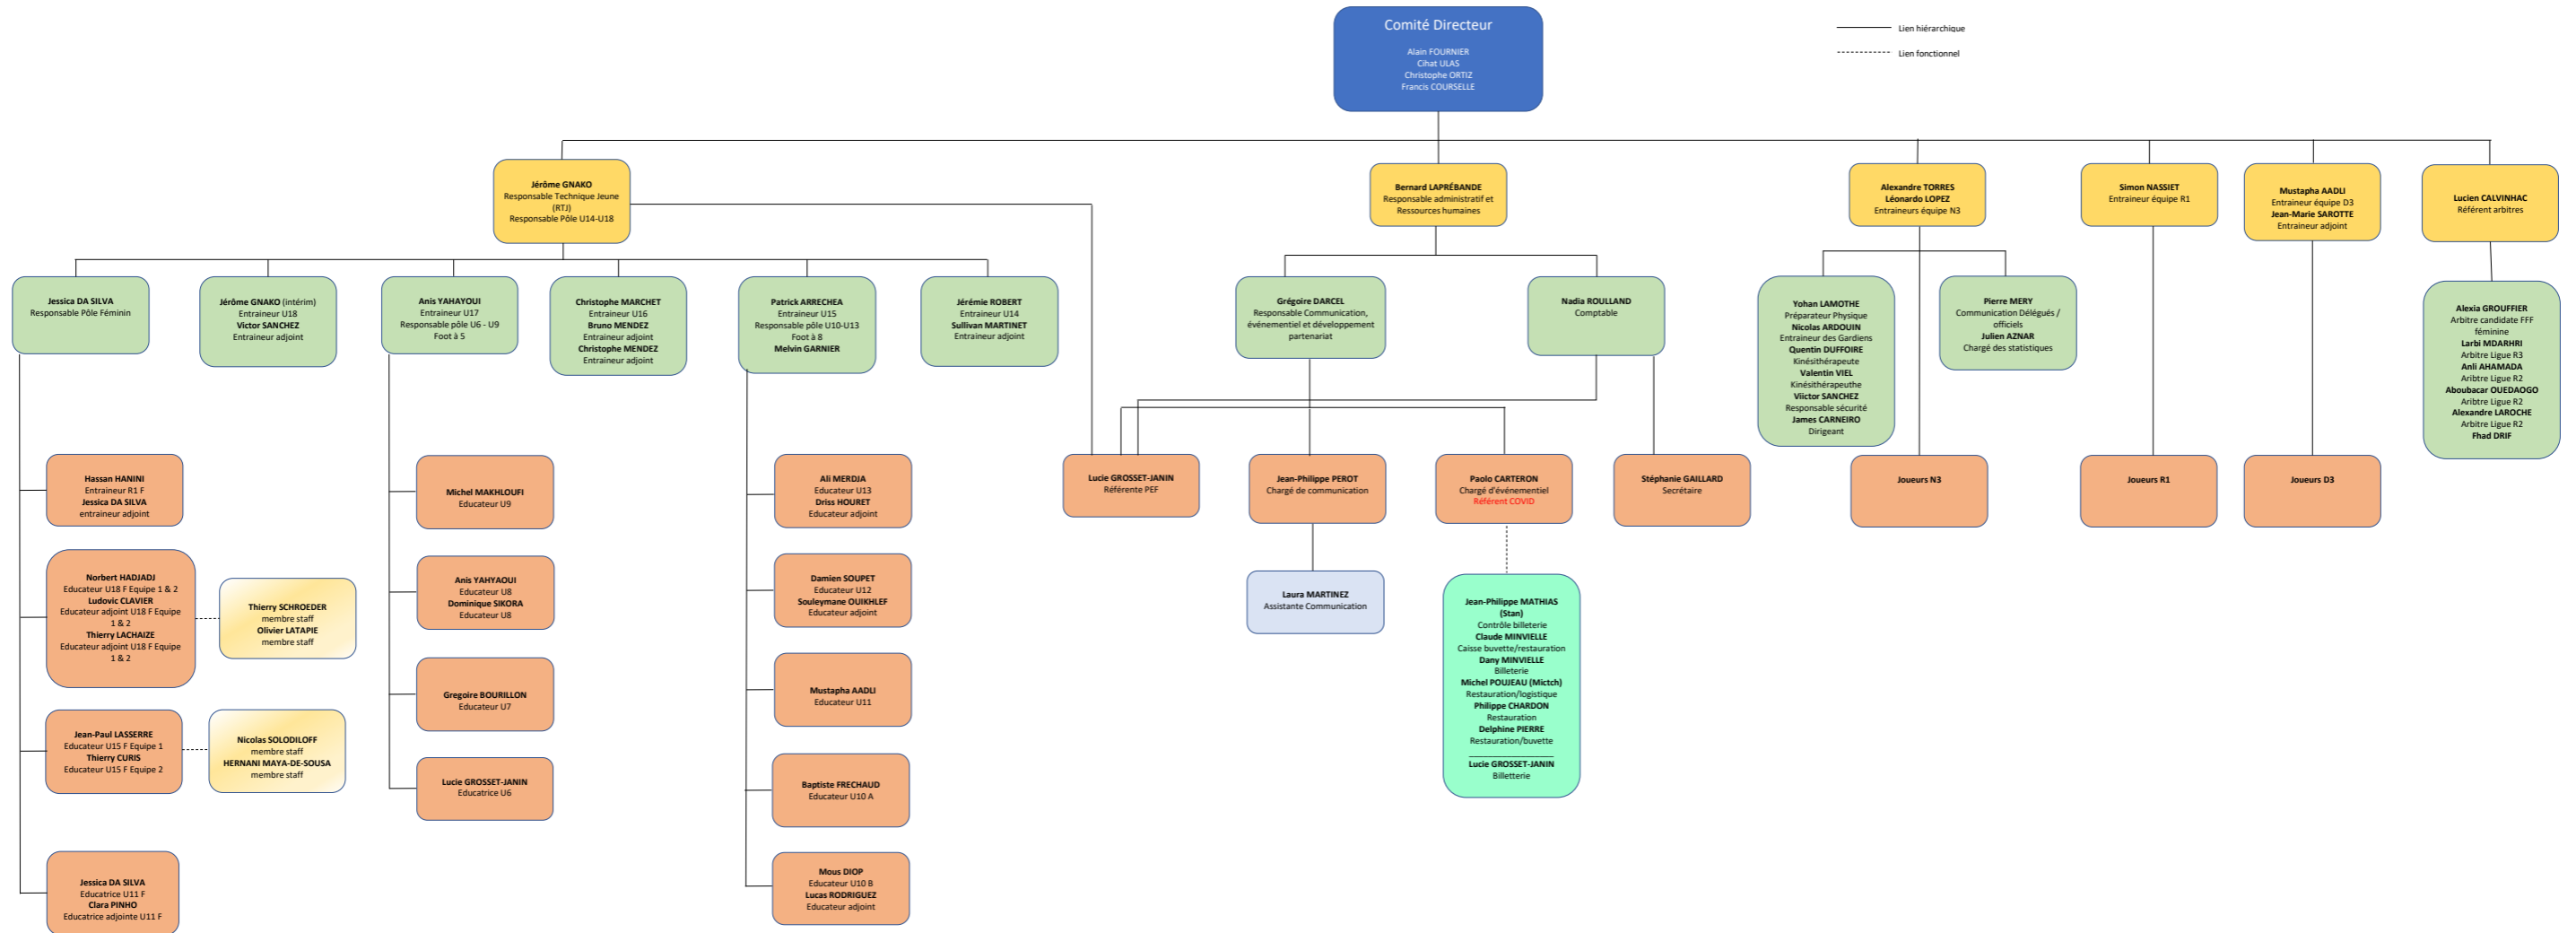 Comité Directeur
Alain FOURNIER
Cihat ULAS
Christophe ORTIZ
Francis COURSELLE
Lien hiérarchique
Lien fonctionnel
Jérôme GNAKO
Responsable Technique Jeune
(RTJ)
Responsable Pôle U14-U18
Bernard LAPRÉBANDE
Responsable administratif et
Ressources humaines
Alexandre TORRES
Léonardo LOPEZ
Entraineurs équipe N3
Simon NASSIET
Entraineur équipe R1
Mustapha AADLI
Entraineur équipe D3
Jean-Marie SAROTTE
Entraineur adjoint
Lucien CALVINHAC
Référent arbitres
Jessica DA SILVA
Responsable Pôle Féminin
Jérôme GNAKO (intérim)
Entraineur U18
Victor SANCHEZ
Entraineur adjoint
Anis YAHAYOUI
Entraineur U17
Responsable pôle U6 - U9
Foot à 5
Christophe MARCHET
Entraineur U16
Bruno MENDEZ
Entraineur adjoint
Christophe MENDEZ
Entraineur adjoint
Patrick ARRECHEA
Entraineur U15
Responsable pôle U10-U13
Foot à 8
Melvin GARNIER
Jérémie ROBERT
Entraineur U14
Sullivan MARTINET
Entraineur adjoint
Grégoire DARCEL
Responsable Communication,
événementiel et développement
partenariat
Nadia ROULLAND
Comptable
Yohan LAMOTHE
Préparateur Physique
Nicolas ARDOUIN
Entraineur des Gardiens
Quentin DUFFOIRE
Kinésithérapeute
Valentin VIEL
Kinésithérapeuthe
Viictor SANCHEZ
Responsable sécurité
James CARNEIRO
Dirigeant
Pierre MERY
Communication Délégués /
officiels
Julien AZNAR
Chargé des statistiques
Alexia GROUFFIER
Arbitre candidate FFF
féminine
Larbi MDARHRI
Arbitre Ligue R3
Anli AHAMADA
Aribtre Ligue R2
Aboubacar OUEDAOGO
Aribtre Ligue R2
Alexandre LAROCHE
Arbitre Ligue R2
Fhad DRIF
Hassan HANINI
Entraineur R1 F
Jessica DA SILVA
entraineur adjoint
Michel MAKHLOUFI
Educateur U9
Ali MERDJA
Educateur U13
Driss HOURET
Educateur adjoint
Lucie GROSSET-JANIN
Référente PEF
Jean-Philippe PEROT
Chargé de communication
Paolo CARTERON
Chargé d'événementiel
Référent COVID
Stéphanie GAILLARD
Secrétaire
Joueurs N3
Joueurs R1
Joueurs D3
Norbert HADJADJ
Educateur U18 F Equipe 1 & 2
Ludovic CLAVIER
Educateur adjoint U18 F Equipe
1 & 2
Thierry LACHAIZE
Educateur adjoint U18 F Equipe
1 & 2
Thierry SCHROEDER
membre staff
Olivier LATAPIE
membre staff
Anis YAHYAOUI
Educateur U8
Dominique SIKORA
Educateur U8
Damien SOUPET
Educateur U12
Souleymane OUIKHLEF
Educateur adjoint
Laura MARTINEZ
Assistante Communication
Jean-Philippe MATHIAS
(Stan)
Contrôle billeterie
Claude MINVIELLE
Caisse buvette/restauration
Dany MINVIELLE
Billeterie
Michel POUJEAU (Mictch)
Restauration/logistique
Philippe CHARDON
Restauration
Delphine PIERRE
Restauration/buvette
Lucie GROSSET-JANIN
Billetterie
Gregoire BOURILLON
Educateur U7
Mustapha AADLI
Educateur U11
Jean-Paul LASSERRE
Educateur U15 F Equipe 1
Thierry CURIS
Educateur U15 F Equipe 2
Nicolas SOLODILOFF
membre staff
HERNANI MAYA-DE-SOUSA
membre staff
Lucie GROSSET-JANIN
Educatrice U6
Baptiste FRECHAUD
Educateur U10 A
Jessica DA SILVA
Educatrice U11 F
Clara PINHO
Educatrice adjointe U11 F
Mous DIOP
Educateur U10 B
Lucas RODRIGUEZ
Educateur adjoint